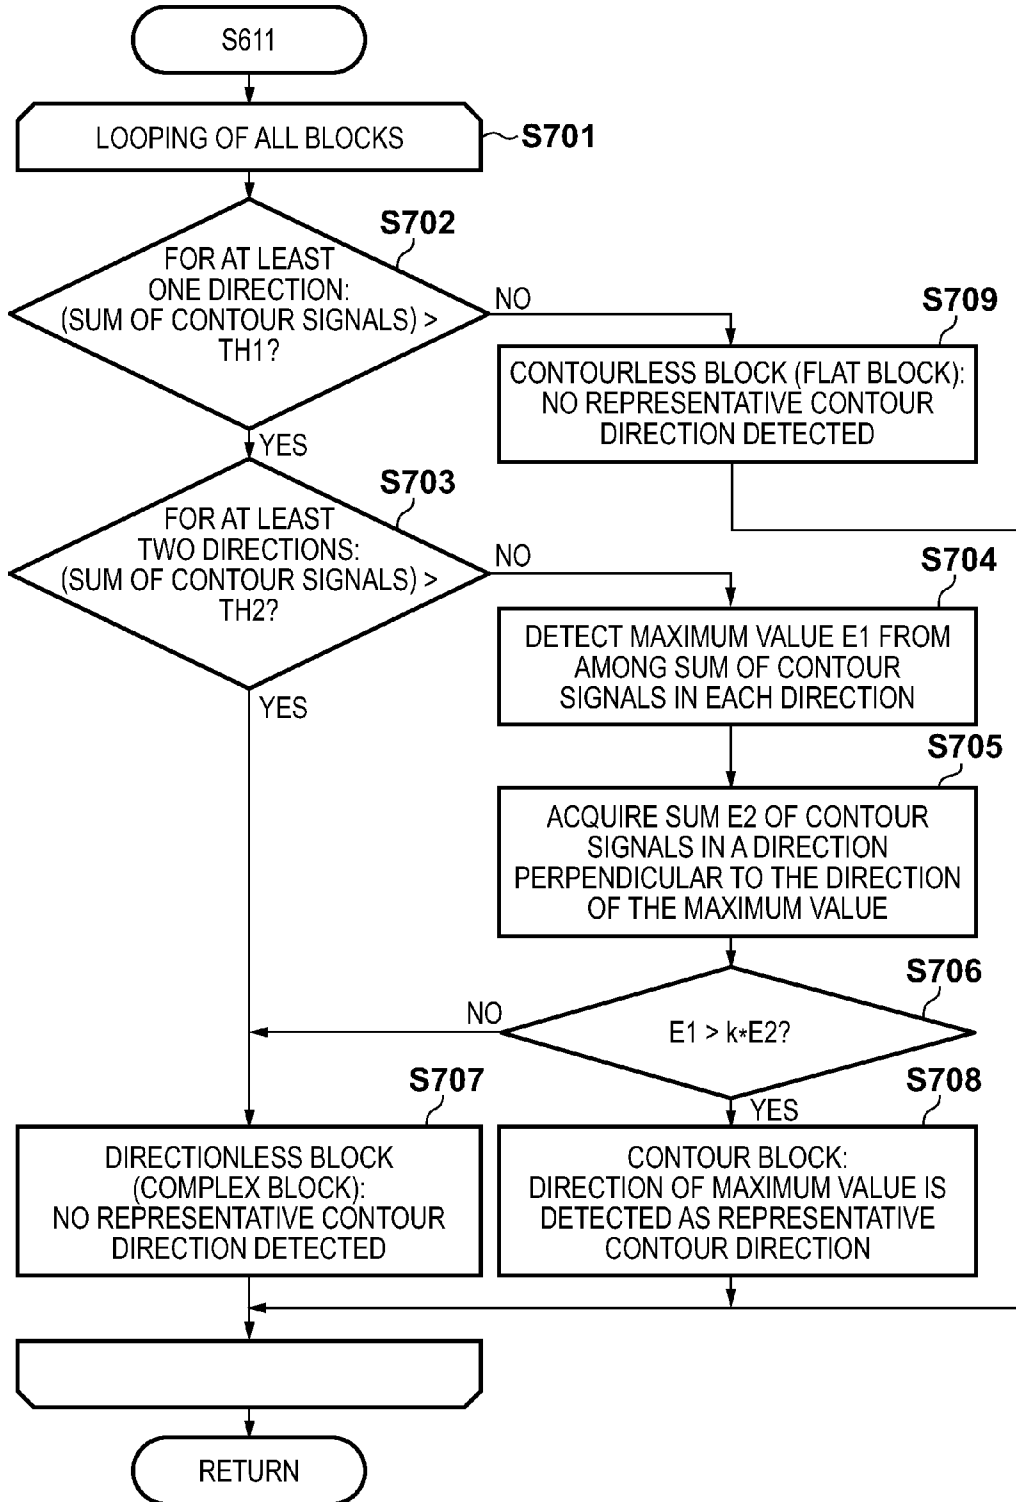 S611
LOOPING OF ALL BLOCKS
S701
S702
FOR AT LEAST
ONE DIRECTION:
(SUM OF CONTOUR SIGNALS) >
TH1?
NO
YES
S709
CONTOURLESS BLOCK (FLAT BLOCK):
NO REPRESENTATIVE CONTOUR
DIRECTION DETECTED
S703
FOR AT LEAST
TWO DIRECTIONS:
(SUM OF CONTOUR SIGNALS) >
TH2?
NO
YES
S704
DETECT MAXIMUM VALUE E1 FROM
AMONG SUM OF CONTOUR
SIGNALS IN EACH DIRECTION
S705
ACQUIRE SUM E2 OF CONTOUR
SIGNALS IN A DIRECTION
PERPENDICULAR TO THE DIRECTION
OF THE MAXIMUM VALUE
S706
E1 > k*E2?
NO
YES
S707
DIRECTIONLESS BLOCK
(COMPLEX BLOCK):
NO REPRESENTATIVE CONTOUR
DIRECTION DETECTED
S708
CONTOUR BLOCK:
DIRECTION OF MAXIMUM VALUE IS
DETECTED AS REPRESENTATIVE
CONTOUR DIRECTION
RETURN